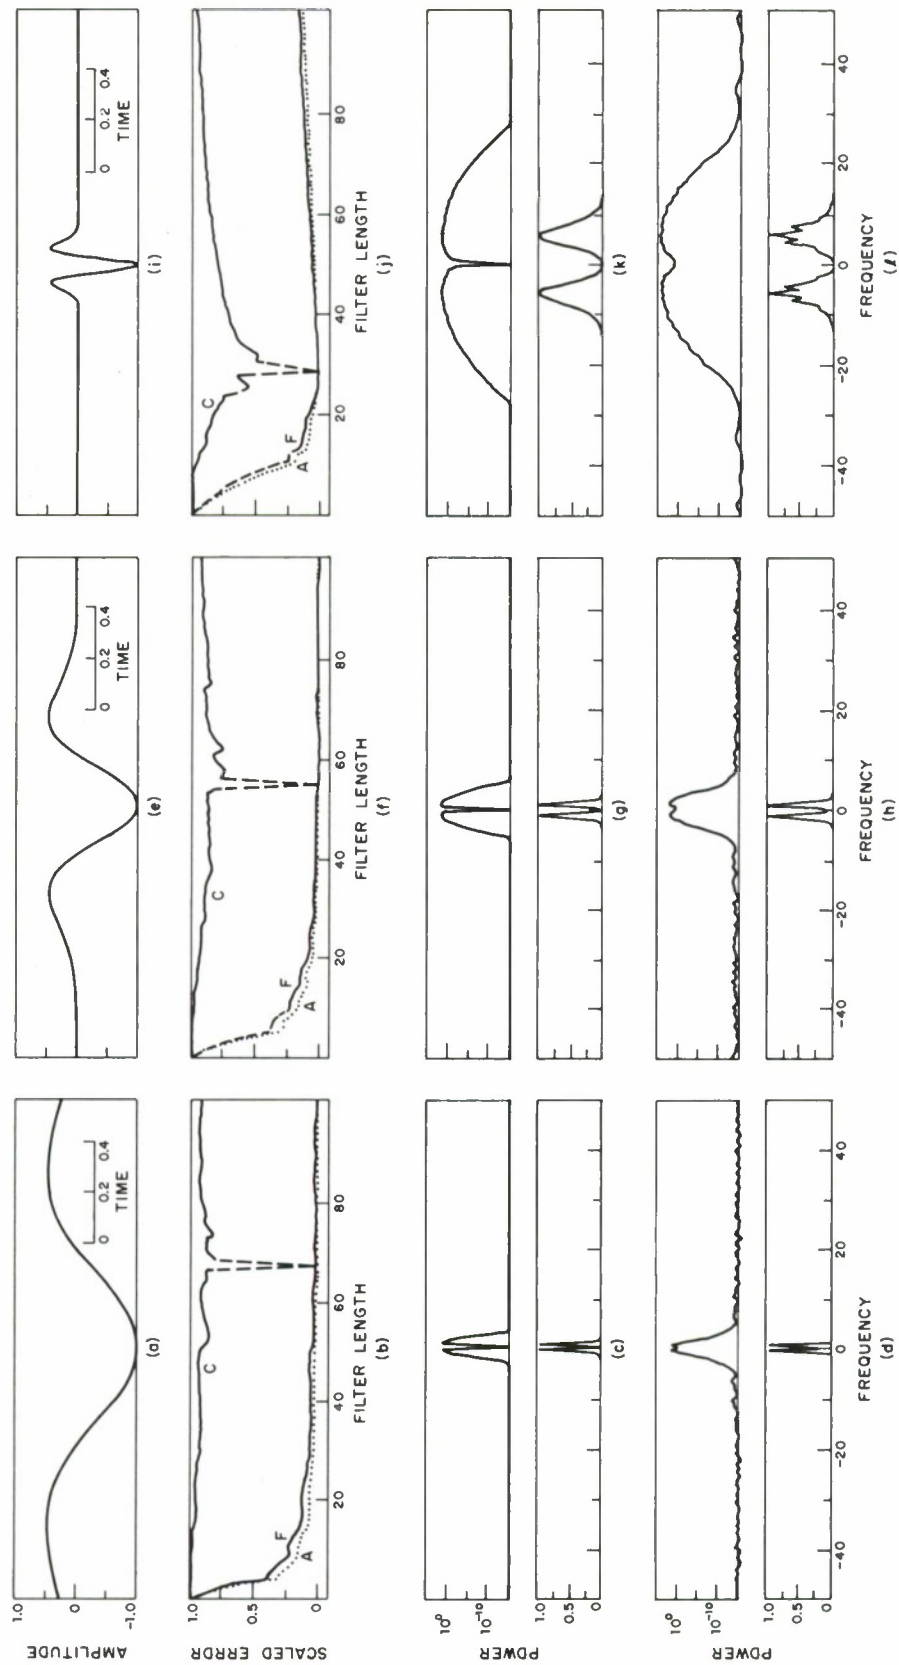 AMPLITUDE
1.0
0
-1.0
0 0.2 0.4
TIME
(a)
0 0.2 0.4
TIME
(e)
0 0.2 0.4
TIME
(i)
SCALED ERROR
1.0
0.5
0
C
F
A
20 40 60 80
FILTER LENGTH
(b)
C
F
A
20 40 60 80
FILTER LENGTH
(f)
C
F
A
20 40 60 80
FILTER LENGTH
(j)
POWER
10⁰
10⁻¹⁰
1.0
0.5
0
(c)
(g)
(k)
POWER
10⁰
10⁻¹⁰
1.0
0.5
0
-40 -20 0 20 40
FREQUENCY
(d)
-40 -20 0 20 40
FREQUENCY
(h)
-40 -20 0 20 40
FREQUENCY
(ℓ)